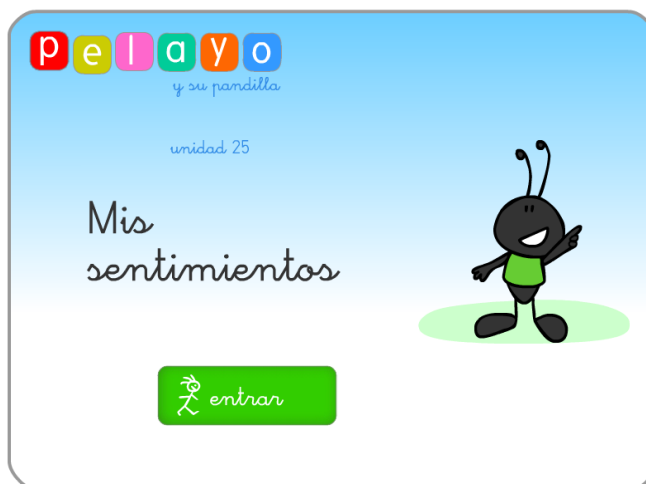 pelayo
y su pandilla
unidad 25
Mis
sentimientos
entrar